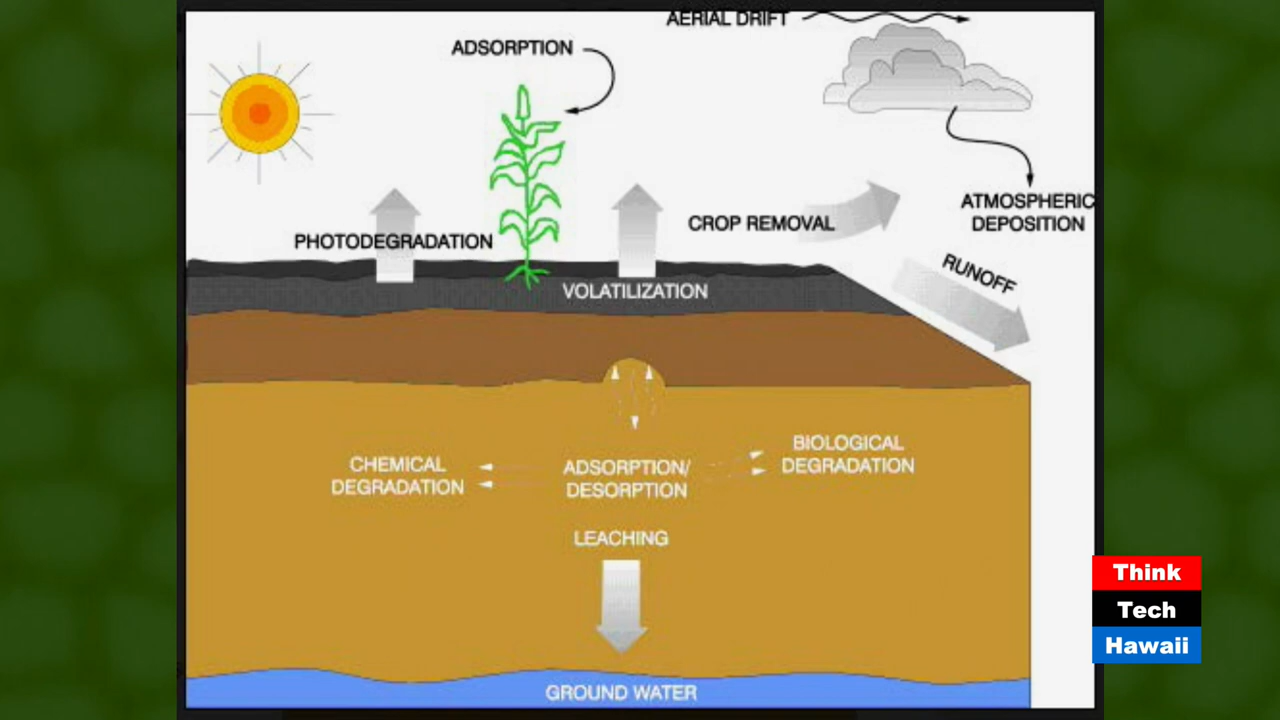 AERIAL DRIFT
ADSORPTION
ATMOSPHERIC
DEPOSITION
CROP REMOVAL
PHOTODEGRADATION
RUNOFF
VOLATILIZATION
CHEMICAL
DEGRADATION
ADSORPTION/
DESORPTION
BIOLOGICAL
DEGRADATION
LEACHING
GROUND WATER
Think
Tech
Hawaii